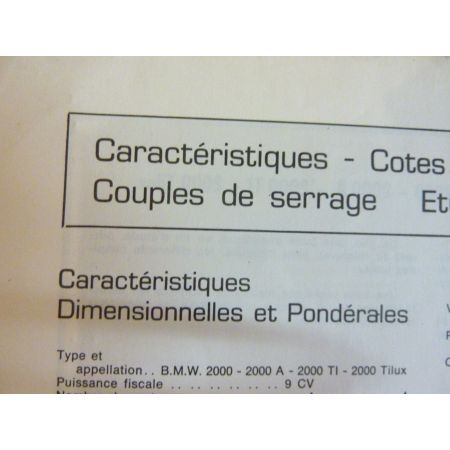 Caractéristiques - Cotes
Couples de serrage Et
Caractéristiques
Dimensionnelles et Pondérales
Type et
appellation.. B.M.W. 2000 - 2000 A - 2000 TI - 2000 Tilux
Puissance fiscale .. .. .. .. .. .. .. 9 CV